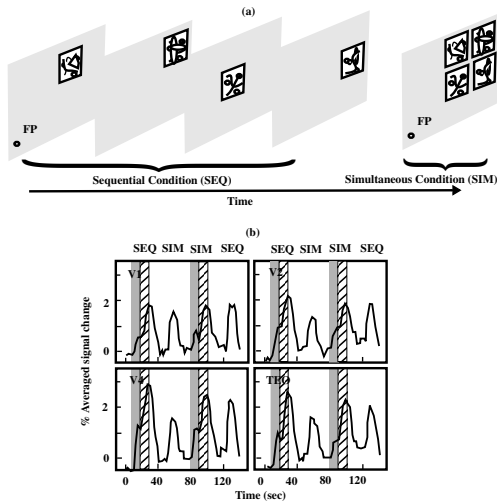 (a)
FP
FP
Sequential Condition (SEQ)
Simultaneous Condition (SIM)
Time
(b)
SEQ SIM SIM SEQ
SEQ SIM SIM SEQ
V1
V2
2
0
V4
TEO
2
0
0 40 80 120
0 40 80 120
% Averaged signal change
Time (sec)